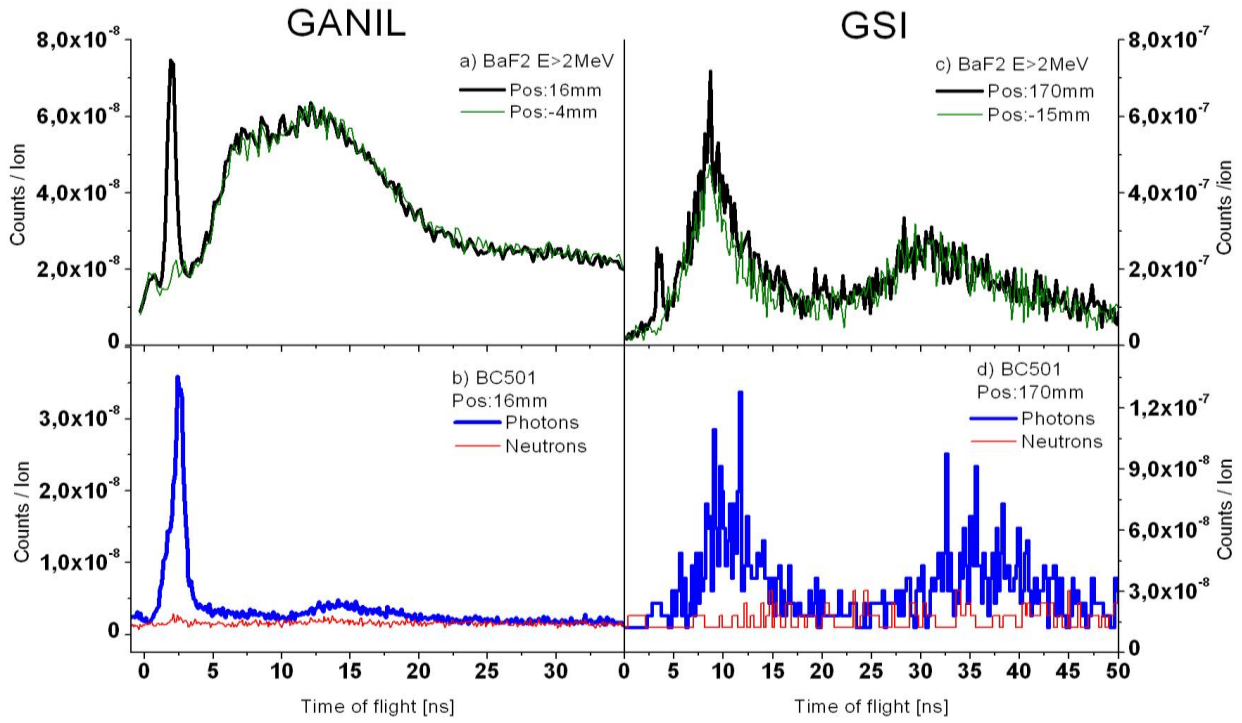 GANIL
GSI
8,0x10⁻⁸
6,0x10⁻⁸
4,0x10⁻⁸
2,0x10⁻⁸
0
Counts / Ion
a) BaF2 E>2MeV
Pos:16mm
Pos:-4mm
c) BaF2 E>2MeV
Pos:170mm
Pos:-15mm
8,0x10⁻⁷
6,0x10⁻⁷
4,0x10⁻⁷
2,0x10⁻⁷
0
Counts /ion
3,0x10⁻⁸
2,0x10⁻⁸
1,0x10⁻⁸
0
Counts / Ion
b) BC501
Pos:16mm
Photons
Neutrons
d) BC501
Pos:170mm
Photons
Neutrons
1,2x10⁻⁷
9,0x10⁻⁸
6,0x10⁻⁸
3,0x10⁻⁸
0
Counts / Ion
0 5 10 15 20 25 30 0 5 10 15 20 25 30 35 40 45 50
Time of flight [ns]
Time of flight [ns]